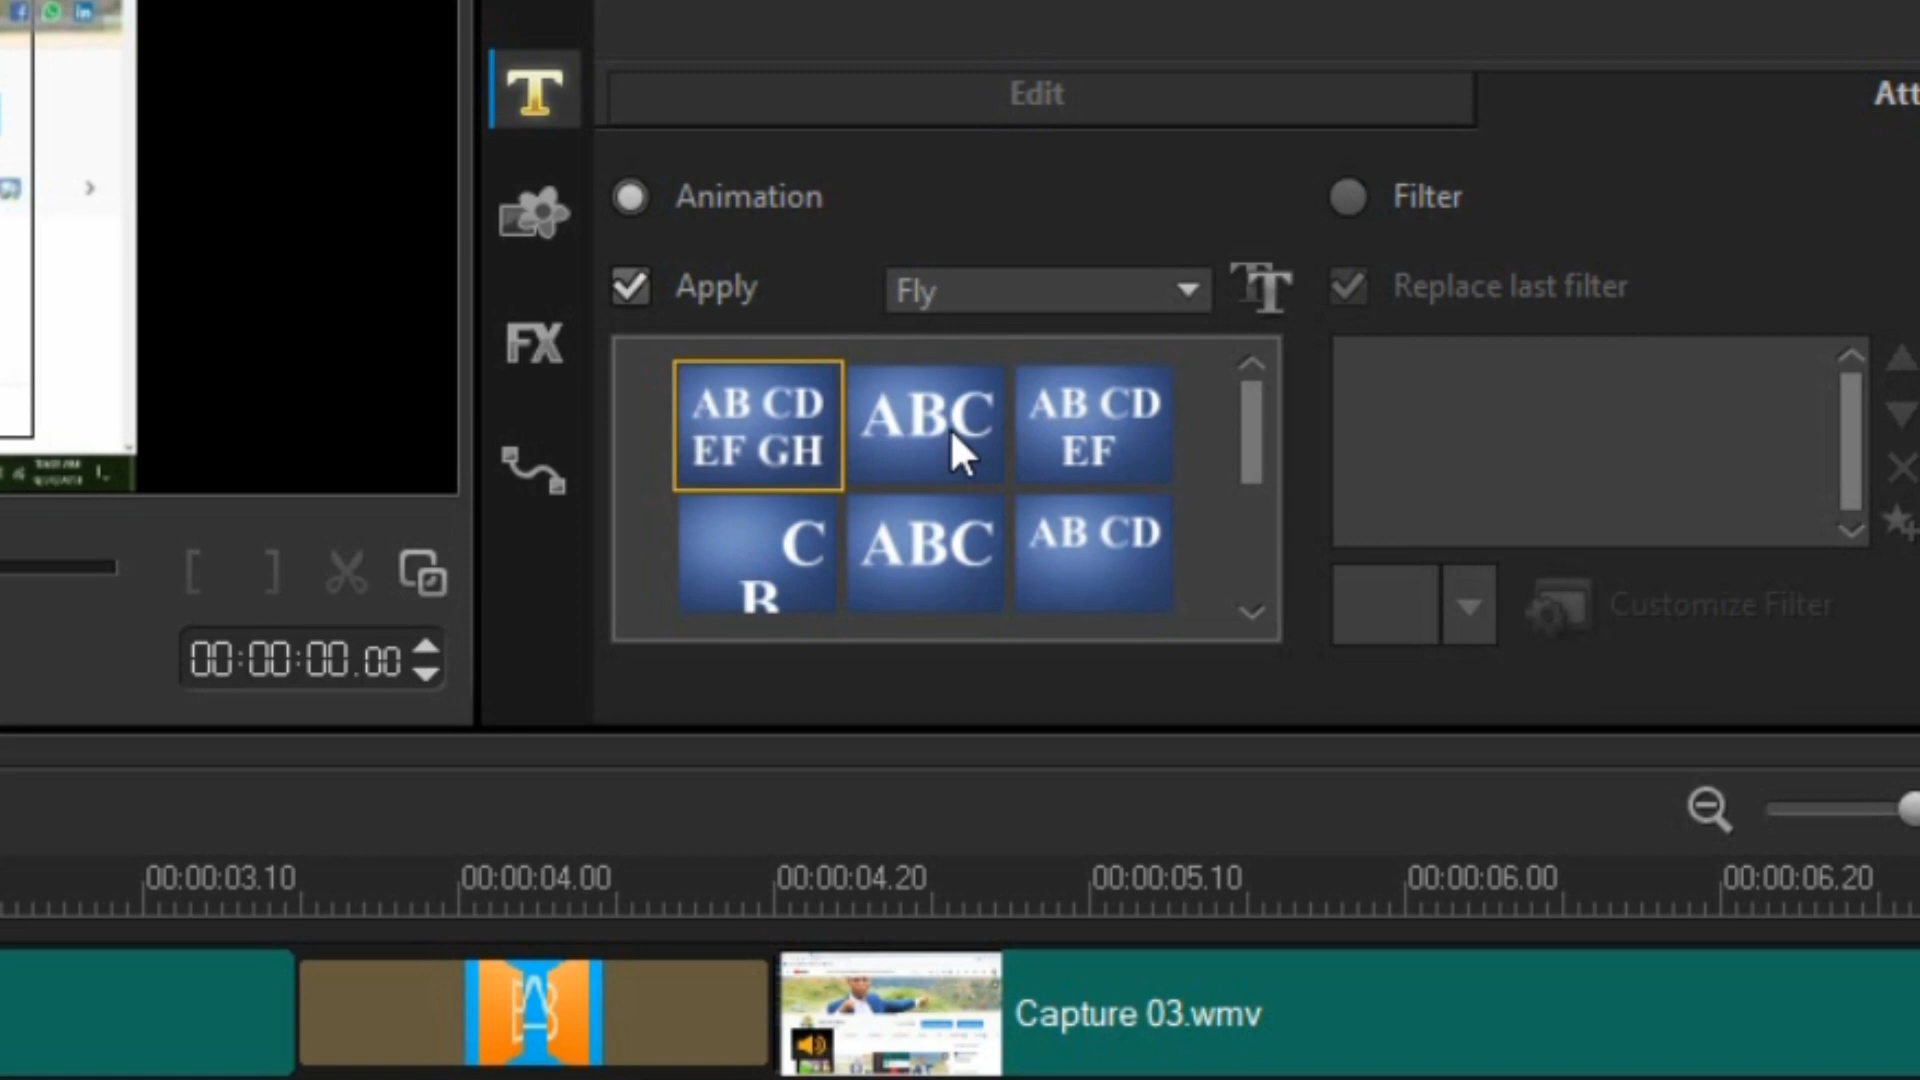 Edit
Att
Animation
Filter
Apply
Fly
Replace last filter
FX
AB CD
EF GH
ABC
AB CD
EF
C
B
ABC
AB CD
[ ]
Customize Filter
00:00:00.00
00:00:03.10 00:00:04.00 00:00:04.20 00:00:05.10 00:00:06.00 00:00:06.20
Capture 03.wmv